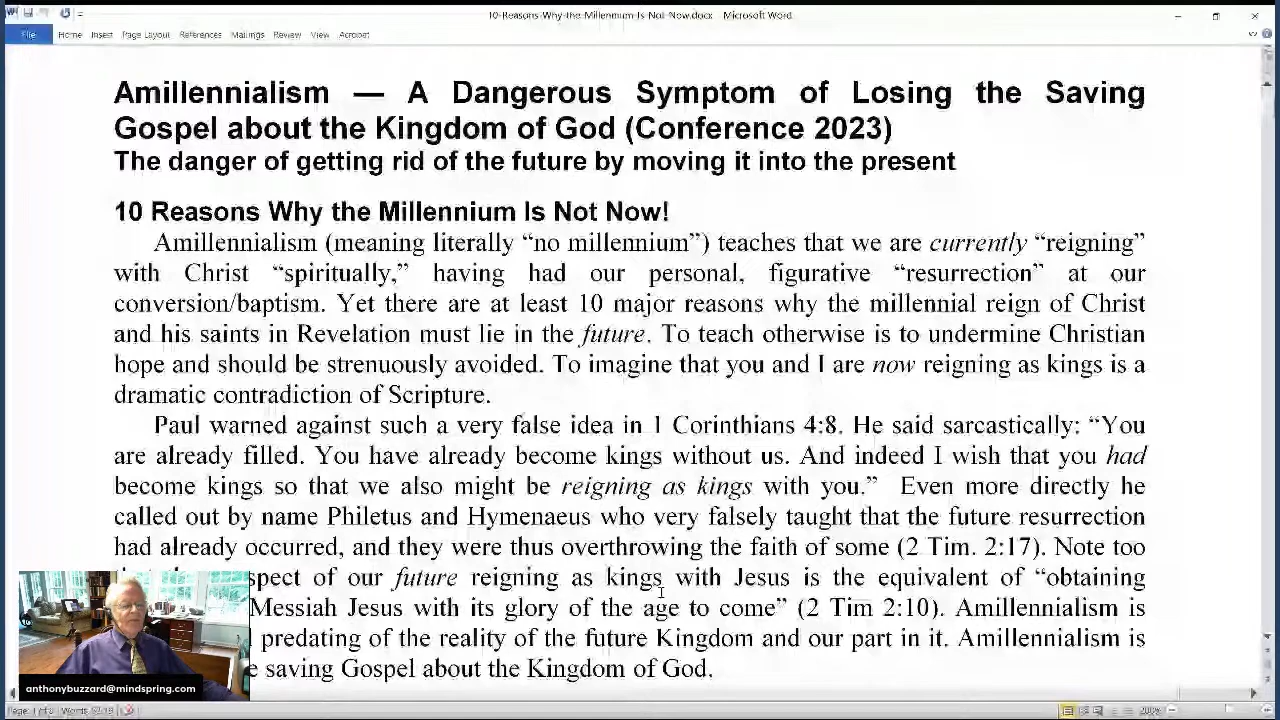 10-Reasons-Why-the-Millennium-Is-Not-Now.docx - Microsoft Word
File Home Insert Page Layout References Mailings Review View Acrobat
Amillennialism — A Dangerous Symptom of Losing the Saving
Gospel about the Kingdom of God (Conference 2023)
The danger of getting rid of the future by moving it into the present
10 Reasons Why the Millennium Is Not Now!
Amillennialism (meaning literally “no millennium”) teaches that we are currently “reigning”
with Christ “spiritually,” having had our personal, figurative “resurrection” at our
conversion/baptism. Yet there are at least 10 major reasons why the millennial reign of Christ
and his saints in Revelation must lie in the future. To teach otherwise is to undermine Christian
hope and should be strenuously avoided. To imagine that you and I are now reigning as kings is a
dramatic contradiction of Scripture.
Paul warned against such a very false idea in 1 Corinthians 4:8. He said sarcastically: “You
are already filled. You have already become kings without us. And indeed I wish that you had
become kings so that we also might be reigning as kings with you.” Even more directly he
called out by name Philetus and Hymenaeus who very falsely taught that the future resurrection
had already occurred, and they were thus overthrowing the faith of some (2 Tim. 2:17). Note too
of our future reigning as kings with Jesus is the equivalent of “obtaining
Messiah Jesus with its glory of the age to come” (2 Tim 2:10). Amillennialism is
predating of the reality of the future Kingdom and our part in it. Amillennialism is
saving Gospel about the Kingdom of God.
anthonybuzzard@mindspring.com
200%